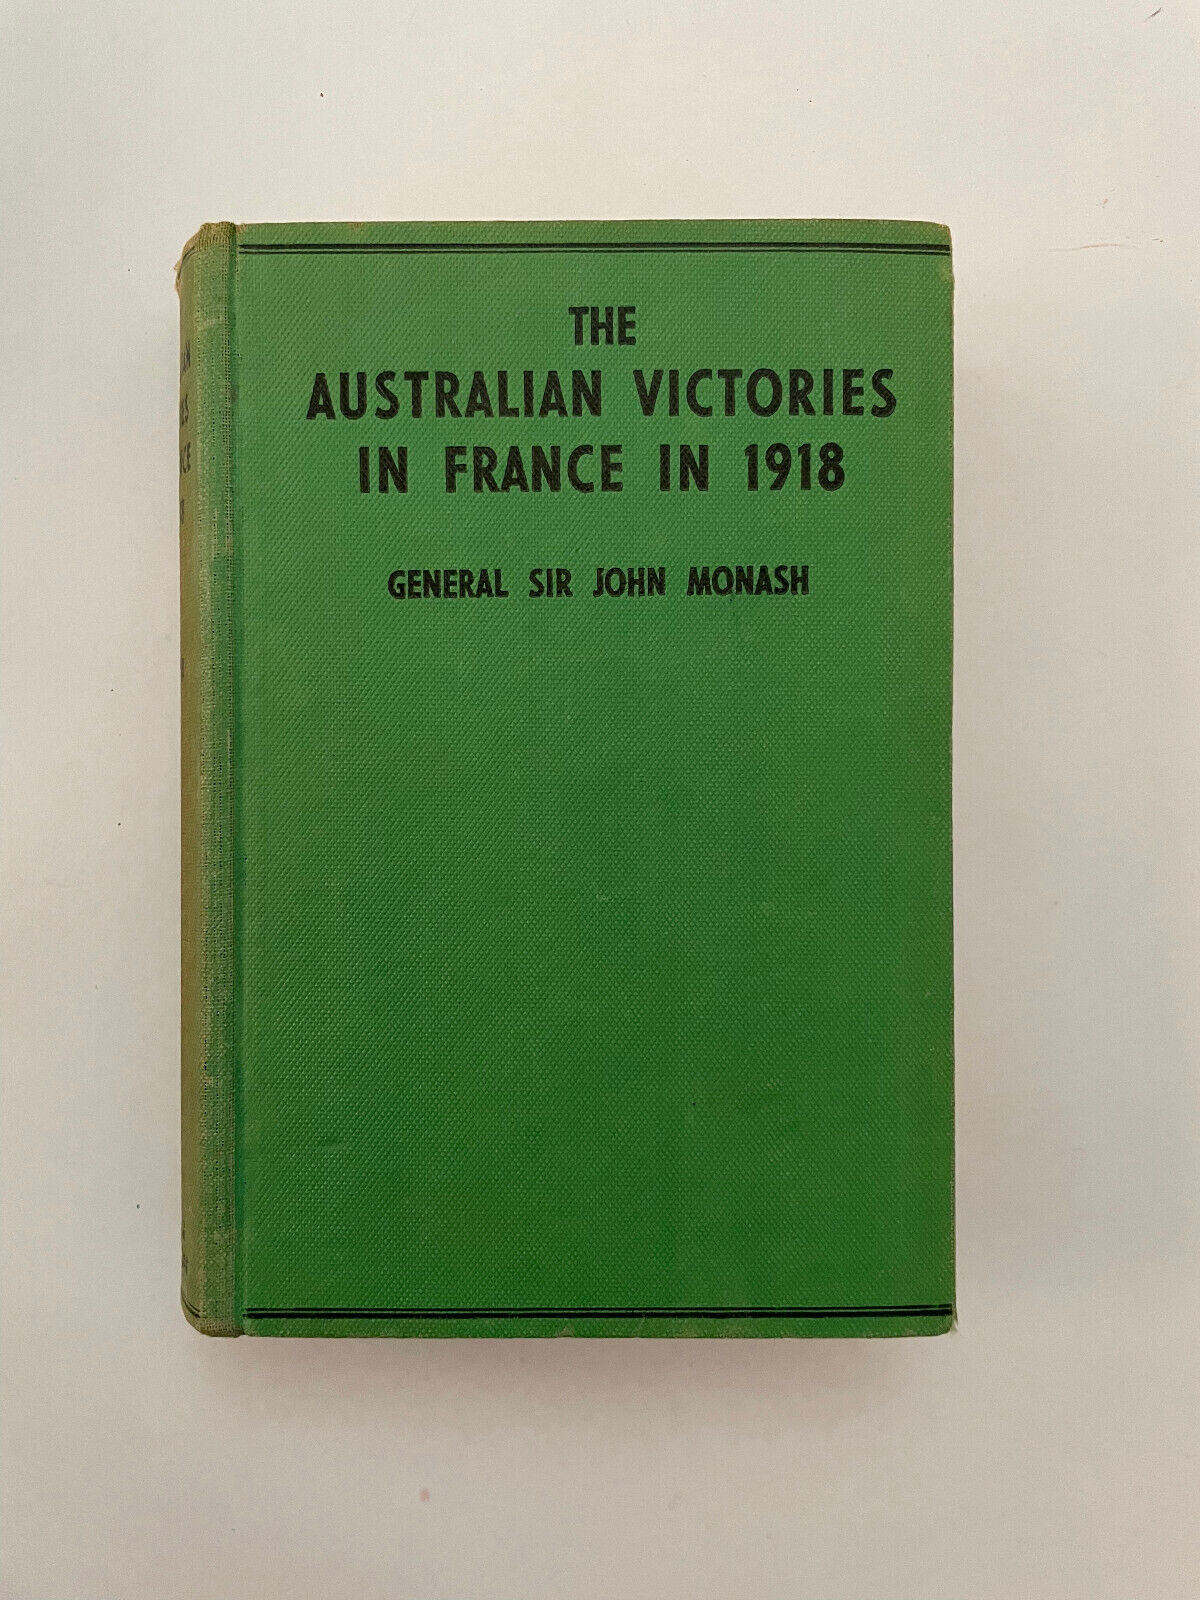 THE
AUSTRALIAN VICTORIES
IN FRANCE IN 1918
GENERAL SIR JOHN MONASH